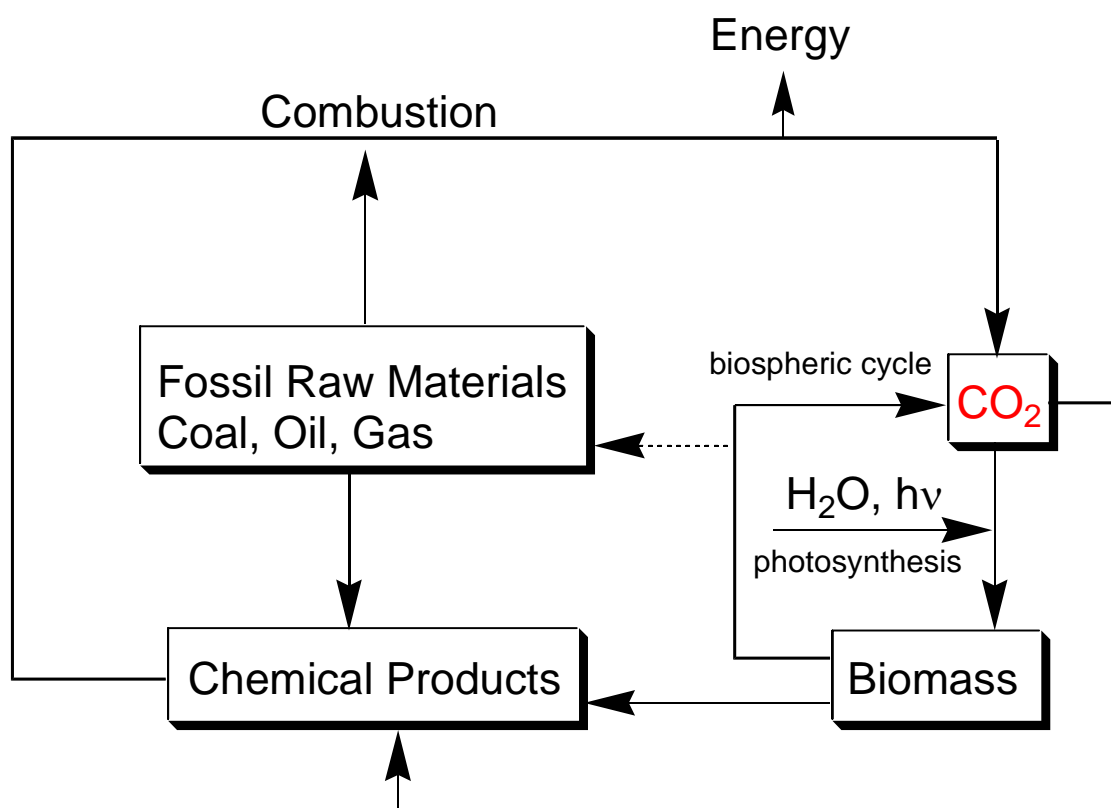 Energy
Combustion
biospheric cycle
Fossil Raw Materials
Coal, Oil, Gas
CO₂
H₂O, hν
photosynthesis
Chemical Products
Biomass